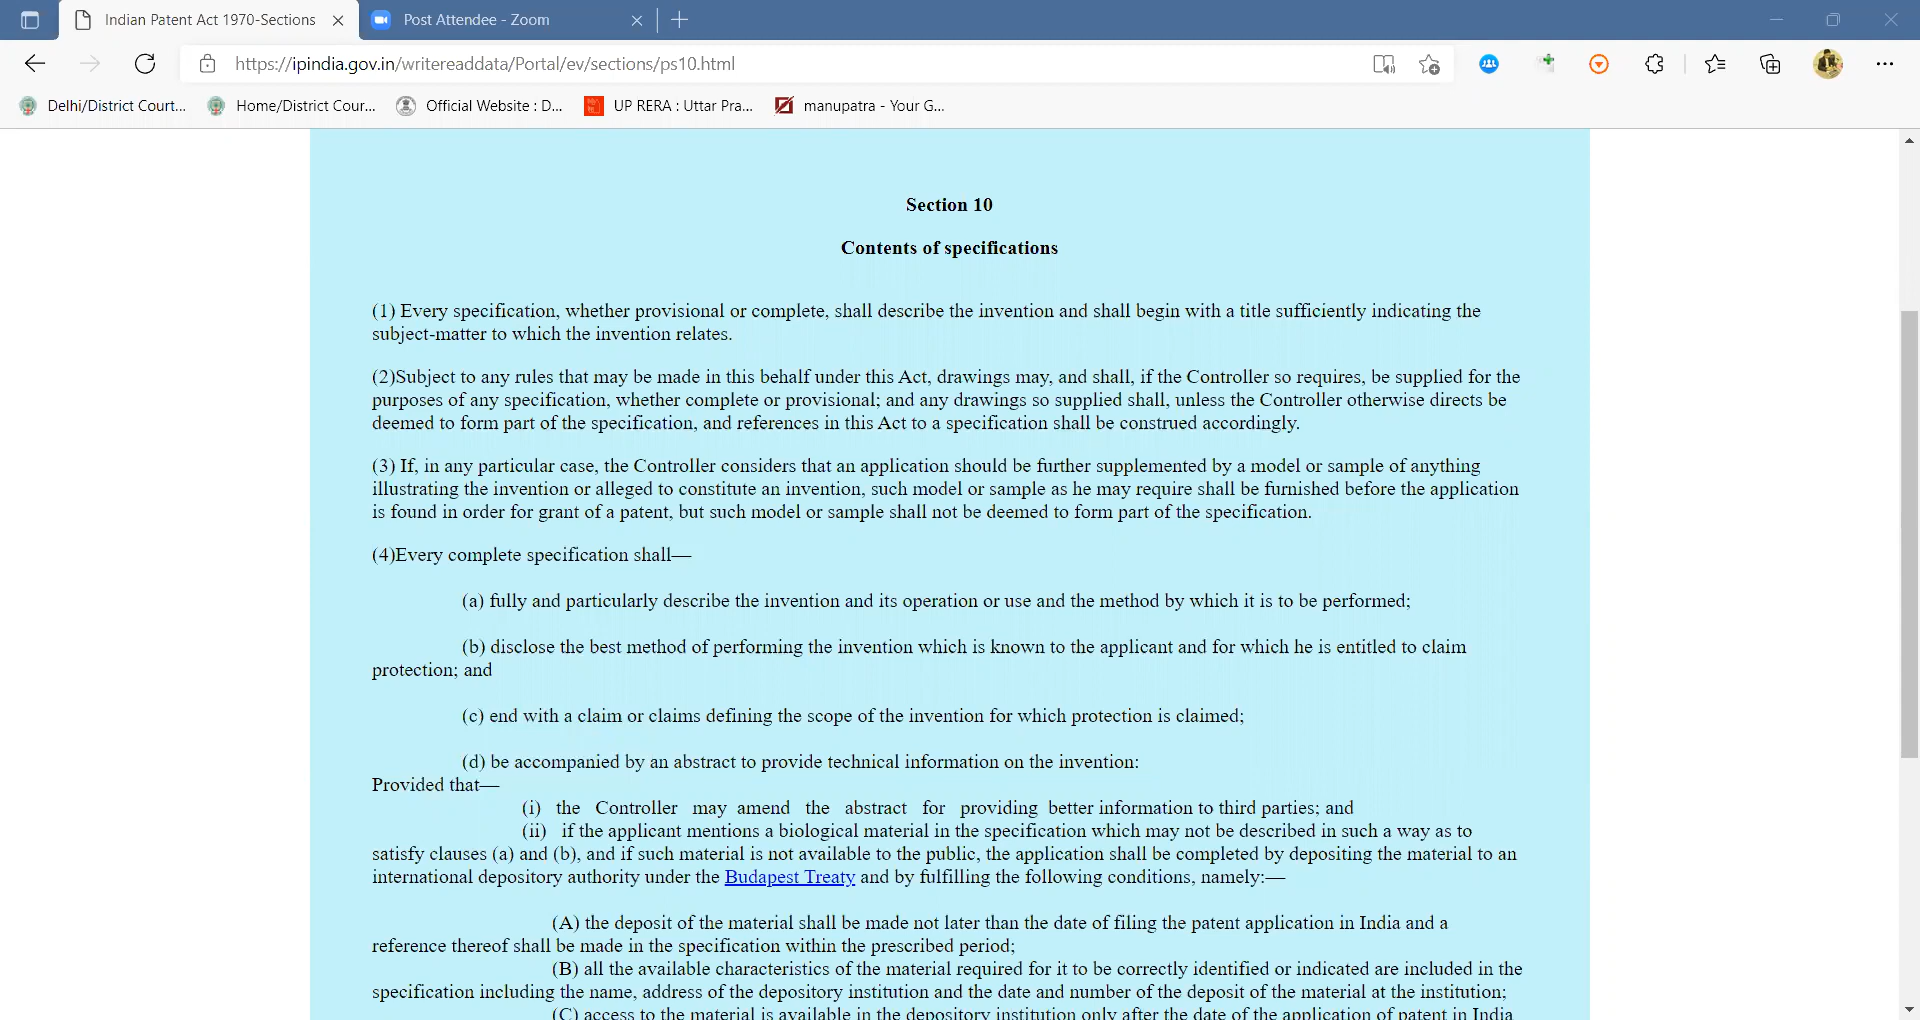 Indian Patent Act 1970-Sections
Post Attendee - Zoom
https://ipindia.gov.in/writereaddata/Portal/ev/sections/ps10.html
Delhi/District Court...
Home/District Cour...
Official Website : D...
UP RERA : Uttar Pra...
manupatra - Your G...
Section 10
Contents of specifications
(1) Every specification, whether provisional or complete, shall describe the invention and shall begin with a title sufficiently indicating the
subject-matter to which the invention relates.
(2)Subject to any rules that may be made in this behalf under this Act, drawings may, and shall, if the Controller so requires, be supplied for the
purposes of any specification, whether complete or provisional; and any drawings so supplied shall, unless the Controller otherwise directs be
deemed to form part of the specification, and references in this Act to a specification shall be construed accordingly.
(3) If, in any particular case, the Controller considers that an application should be further supplemented by a model or sample of anything
illustrating the invention or alleged to constitute an invention, such model or sample as he may require shall be furnished before the application
is found in order for grant of a patent, but such model or sample shall not be deemed to form part of the specification.
(4)Every complete specification shall—
(a) fully and particularly describe the invention and its operation or use and the method by which it is to be performed;
(b) disclose the best method of performing the invention which is known to the applicant and for which he is entitled to claim
protection; and
(c) end with a claim or claims defining the scope of the invention for which protection is claimed;
(d) be accompanied by an abstract to provide technical information on the invention:
Provided that—
(i) the Controller may amend the abstract for providing better information to third parties; and
(ii) if the applicant mentions a biological material in the specification which may not be described in such a way as to
satisfy clauses (a) and (b), and if such material is not available to the public, the application shall be completed by depositing the material to an
international depository authority under the Budapest Treaty and by fulfilling the following conditions, namely:—
(A) the deposit of the material shall be made not later than the date of filing the patent application in India and a
reference thereof shall be made in the specification within the prescribed period;
(B) all the available characteristics of the material required for it to be correctly identified or indicated are included in the
specification including the name, address of the depository institution and the date and number of the deposit of the material at the institution;
(C) access to the material is available in the depository institution only after the date of the application of patent in India